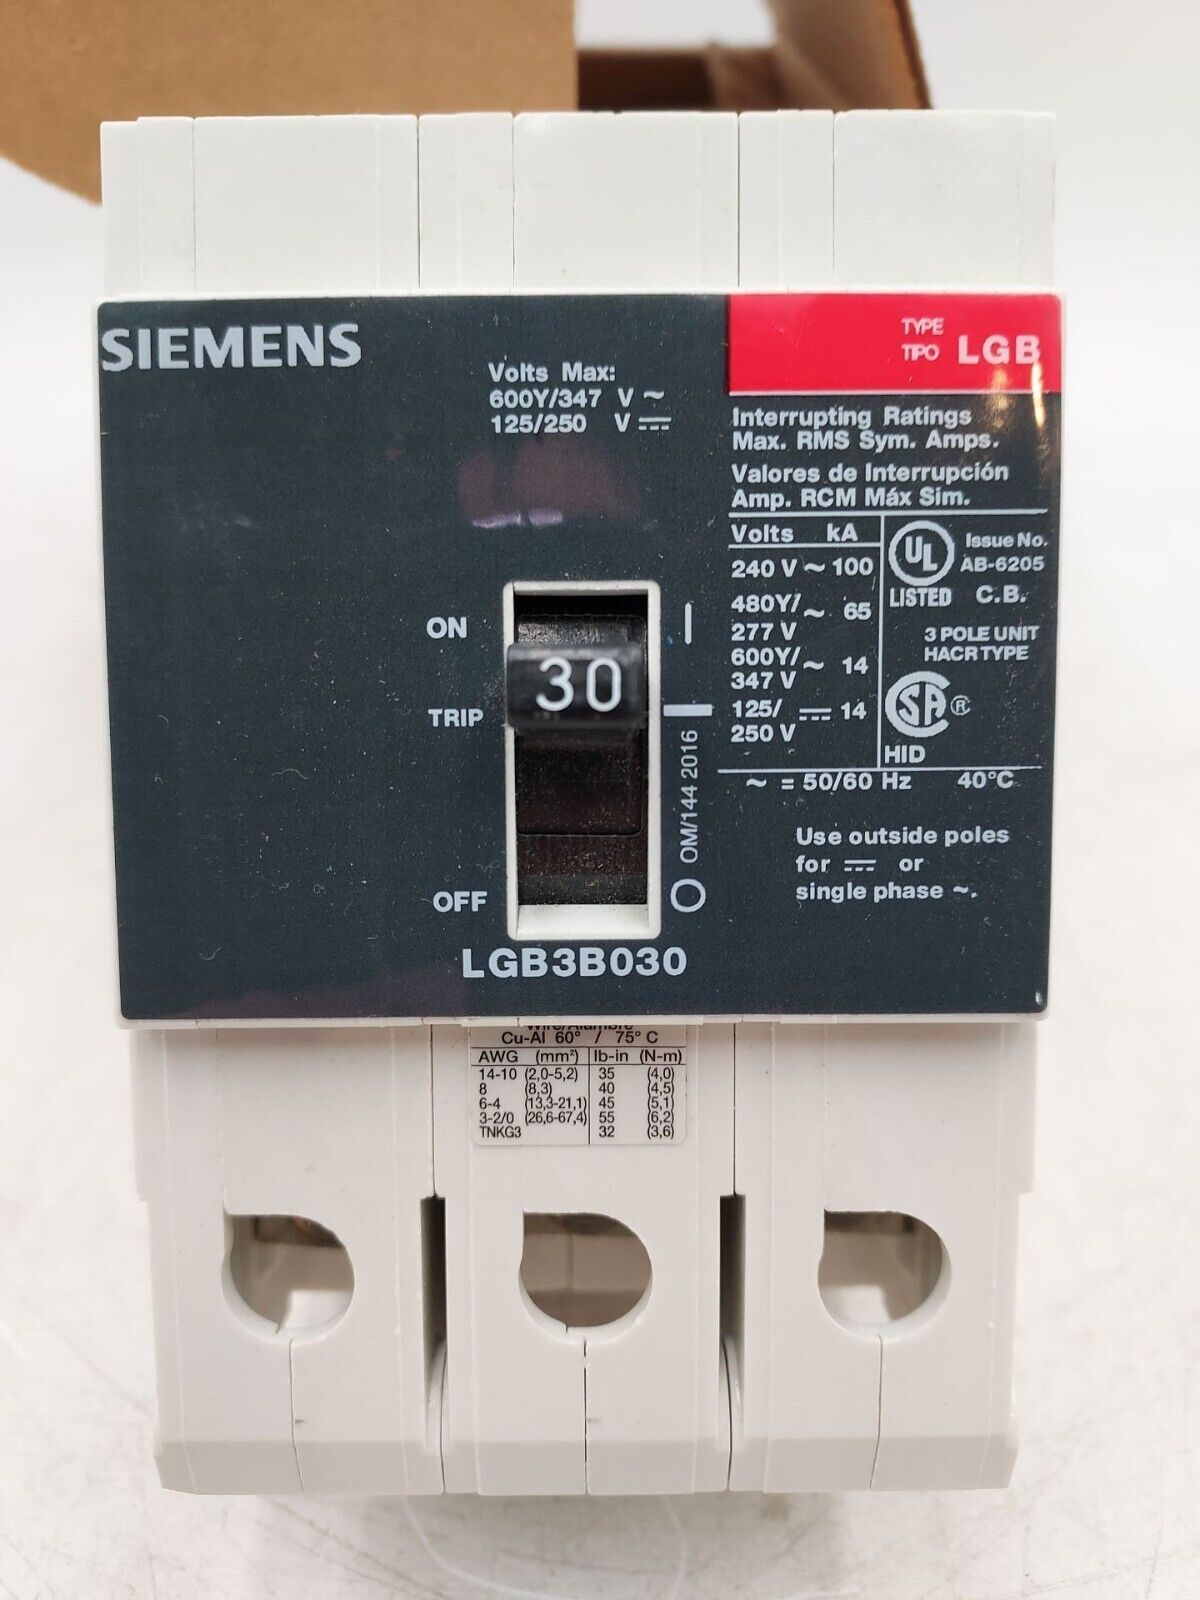 SIEMENS
Volts Max:
600Y/347 V ~
125/250 V ⎓
TYPE
TIPO LGB
Interrupting Ratings
Max. RMS Sym. Amps.
Valores de Interrupción
Amp. RCM Máx Sim.
Volts kA
240 V ~ 100
480Y/
277 V ~ 65
600Y/
347 V ~ 14
125/
250 V ⎓ 14
UL
LISTED
Issue No.
AB-6205
C.B.
3 POLE UNIT
HACR TYPE
SA ®
HID
~ = 50/60 Hz 40°C
Use outside poles
for ⎓ or
single phase ~.
ON
30
TRIP
OFF
OM/144 2016
LGB3B030
Wire/Alambre
Cu-Al 60° / 75° C
AWG (mm²) lb-in (N-m)
14-10 (2,0-5,2) 35 (4,0)
8 (8,3) 40 (4,5)
6-4 (13,3-21,1) 45 (5,1)
3-2/0 (26,6-67,4) 55 (6,2)
TNKG3 32 (3,6)